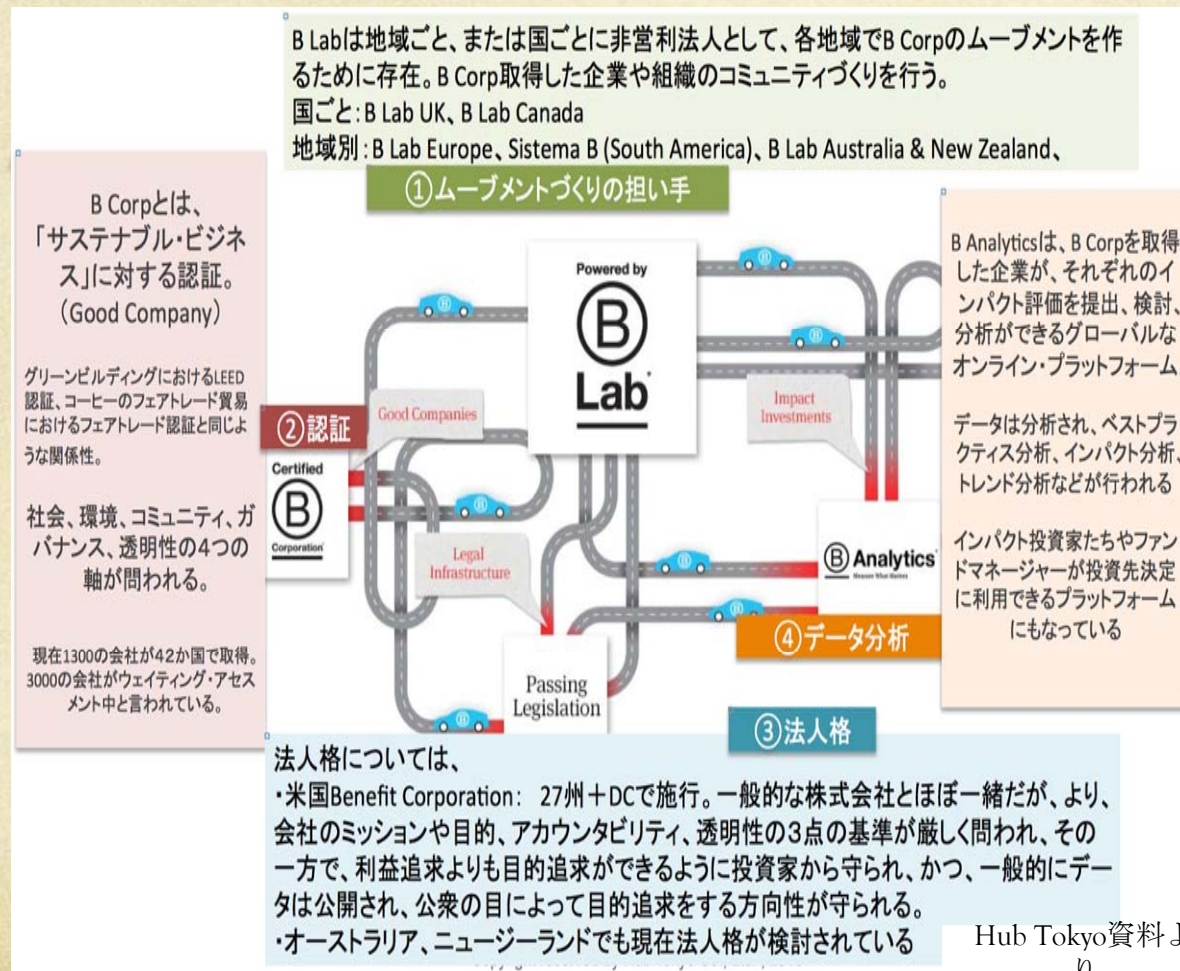 B Labは地域ごと、または国ごとに非営利法人として、各地域でB Corpのムーブメントを作
るために存在。B Corp取得した企業や組織のコミュニティづくりを行う。
国ごと：B Lab UK、B Lab Canada
地域別：B Lab Europe、Sistema B (South America)、B Lab Australia & New Zealand、
①ムーブメントづくりの担い手
B Corpとは、
「サステナブル・ビジネ
ス」に対する認証。
（Good Company）
グリーンビルディングにおけるLEED
認証、コーヒーのフェアトレード貿易
におけるフェアトレード認証と同じよ
うな関係性。
社会、環境、コミュニティ、ガ
バナンス、透明性の4つの
軸が問われる。
現在1300の会社が42か国で取得。
3000の会社がウェイティング・アセス
メント中と言われている。
②認証
Certified
B
Corporation
Good Companies
Powered by
B
Lab
Impact
Investments
Legal
Infrastructure
Passing
Legislation
B Analytics
Measure What Matters
④データ分析
B Analyticsは、B Corpを取得
した企業が、それぞれのイ
ンパクト評価を提出、検討、
分析ができるグローバルな
オンライン・プラットフォーム
データは分析され、ベストプラ
クティス分析、インパクト分析、
トレンド分析などが行われる
インパクト投資家たちやファン
ドマネージャーが投資先決定
に利用できるプラットフォーム
にもなっている
③法人格
法人格については、
・米国Benefit Corporation： 27州＋DCで施行。一般的な株式会社とほぼ一緒だが、より、
会社のミッションや目的、アカウンタビリティ、透明性の3点の基準が厳しく問われ、その
一方で、利益追求よりも目的追求ができるように投資家から守られ、かつ、一般的にデー
タは公開され、公衆の目によって目的追求をする方向性が守られる。
・オーストラリア、ニュージーランドでも現在法人格が検討されている
Hub Tokyo資料よ
り